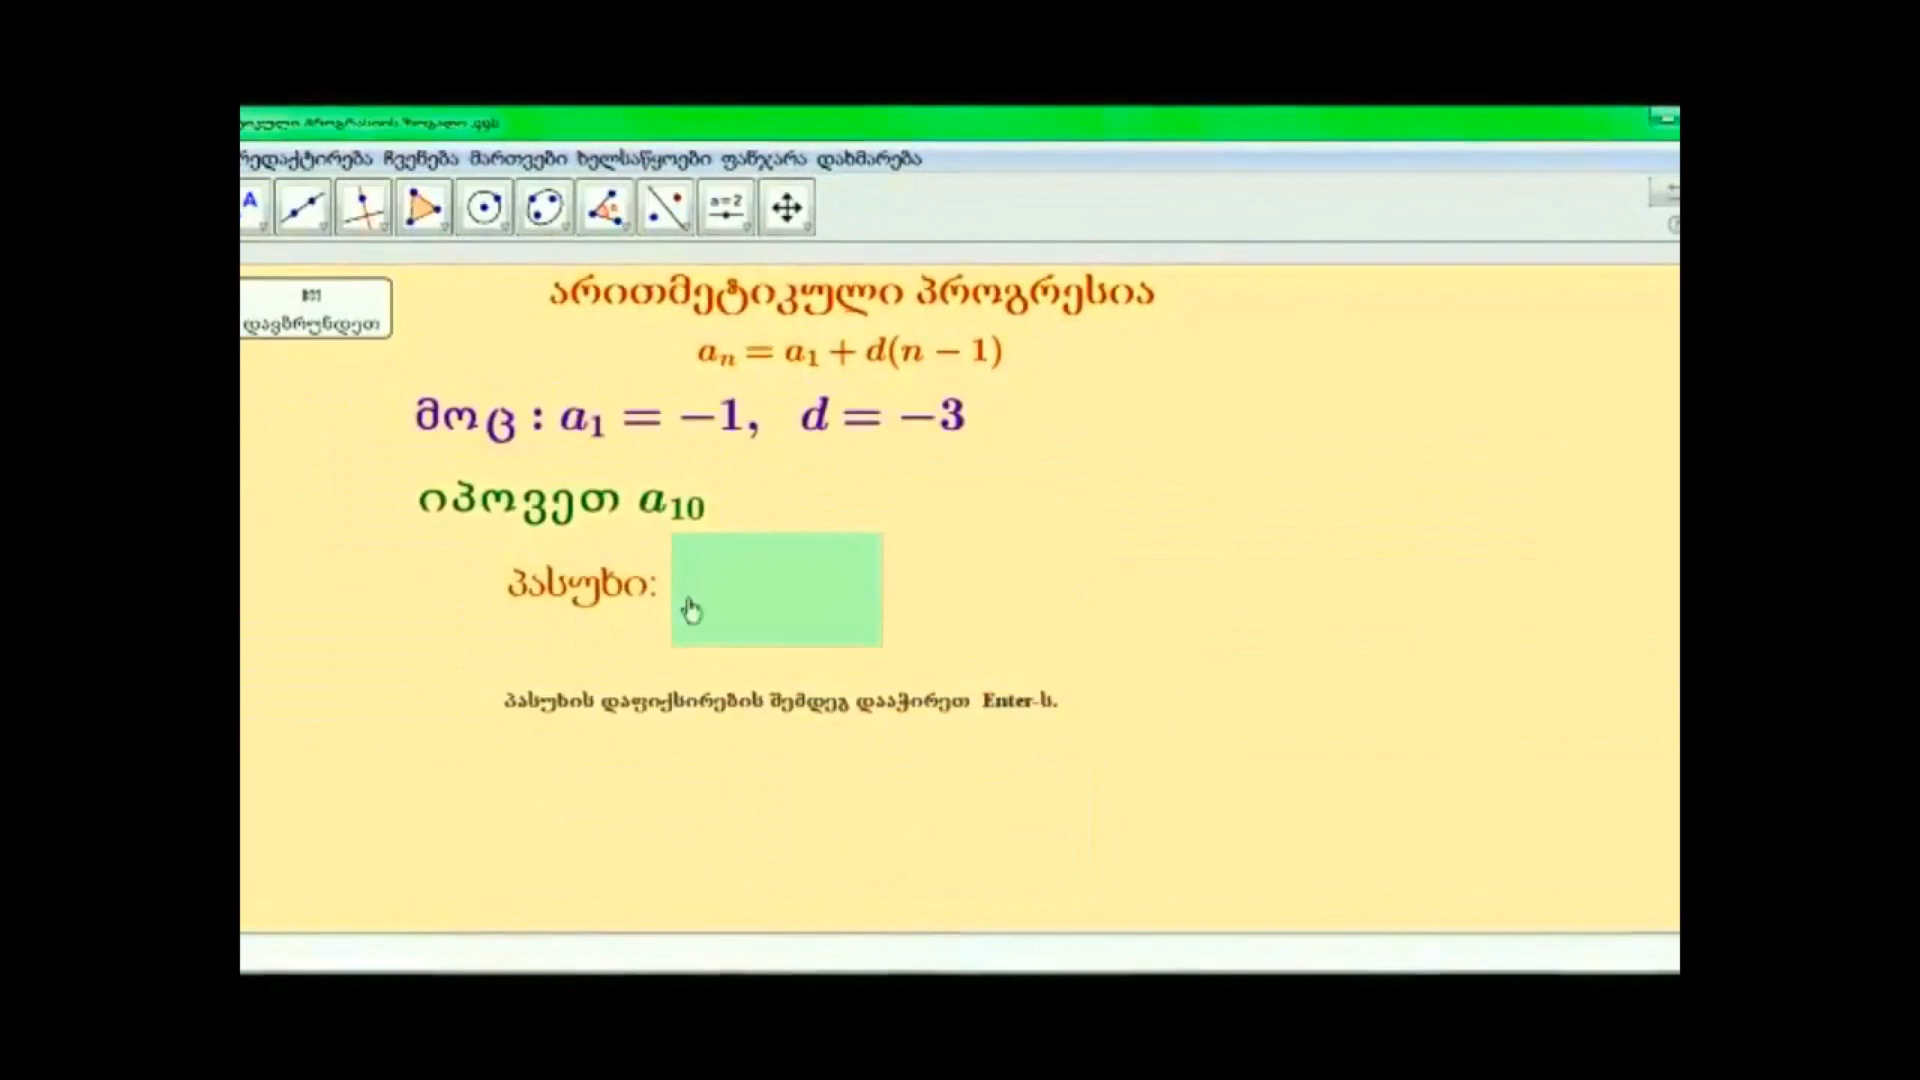 რედაქტირება ჩვენება მართვები ხელსაწყოები ფანჯარა დახმარება
A
a=2
დავბრუნდეთ
არითმეტიკული პროგრესია
aₙ = a₁ + d(n − 1)
მოც : a₁ = −1, d = −3
იპოვეთ a₁₀
პასუხი:
პასუხის დაფიქსირების შემდეგ დააჭირეთ Enter-ს.